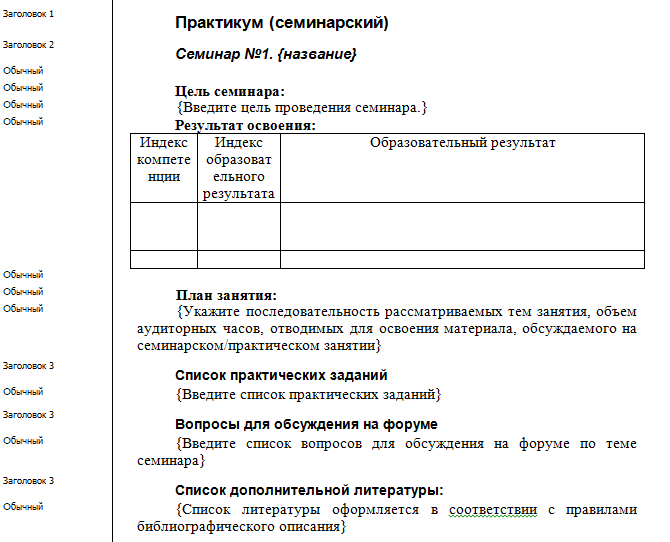 Заголовок 1
Практикум (семинарский)
Заголовок 2
Семинар №1. {название}
Обычный
Обычный
Цель семинара:
Обычный
{Введите цель проведения семинара.}
Обычный
Результат освоения:
Индекс компете нции
Индекс образоват ельного результата
Образовательный результат
Обычный
Обычный
План занятия:
Обычный
{Укажите последовательность рассматриваемых тем занятия, объем
аудиторных часов, отводимых для освоения материала, обсуждаемого на
семинарском/практическом занятии}
Заголовок 3
Список практических заданий
Обычный
{Введите список практических заданий}
Заголовок 3
Вопросы для обсуждения на форуме
Обычный
{Введите список вопросов для обсуждения на форуме по теме
семинара}
Заголовок 3
Список дополнительной литературы:
Обычный
{Список литературы оформляется в соответствии с правилами
библиографического описания}